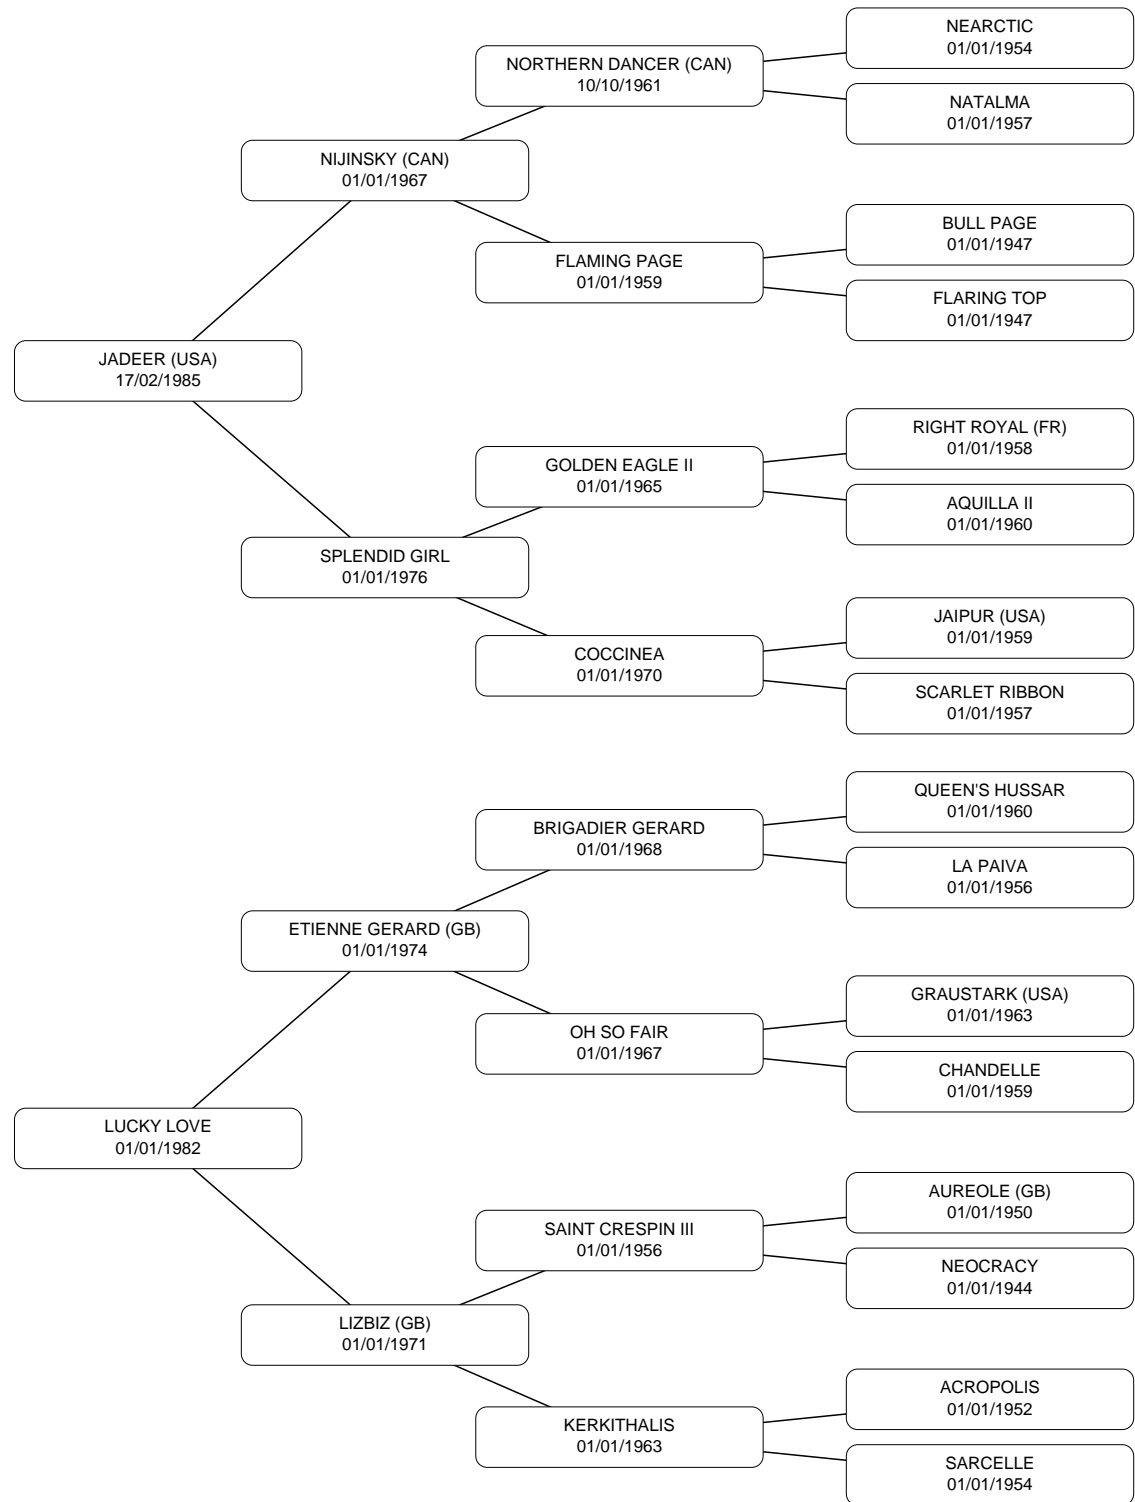 NEARCTIC
01/01/1954
NORTHERN DANCER (CAN)
10/10/1961
NATALMA
01/01/1957
NIJINSKY (CAN)
01/01/1967
BULL PAGE
01/01/1947
FLAMING PAGE
01/01/1959
FLARING TOP
01/01/1947
JADEER (USA)
17/02/1985
RIGHT ROYAL (FR)
01/01/1958
GOLDEN EAGLE II
01/01/1965
AQUILLA II
01/01/1960
SPLENDID GIRL
01/01/1976
JAIPUR (USA)
01/01/1959
COCCINEA
01/01/1970
SCARLET RIBBON
01/01/1957
QUEEN'S HUSSAR
01/01/1960
BRIGADIER GERARD
01/01/1968
LA PAIVA
01/01/1956
ETIENNE GERARD (GB)
01/01/1974
GRAUSTARK (USA)
01/01/1963
OH SO FAIR
01/01/1967
CHANDELLE
01/01/1959
LUCKY LOVE
01/01/1982
AUREOLE (GB)
01/01/1950
SAINT CRESPIN III
01/01/1956
NEOCRACY
01/01/1944
LIZBIZ (GB)
01/01/1971
ACROPOLIS
01/01/1952
KERKITHALIS
01/01/1963
SARCELLE
01/01/1954